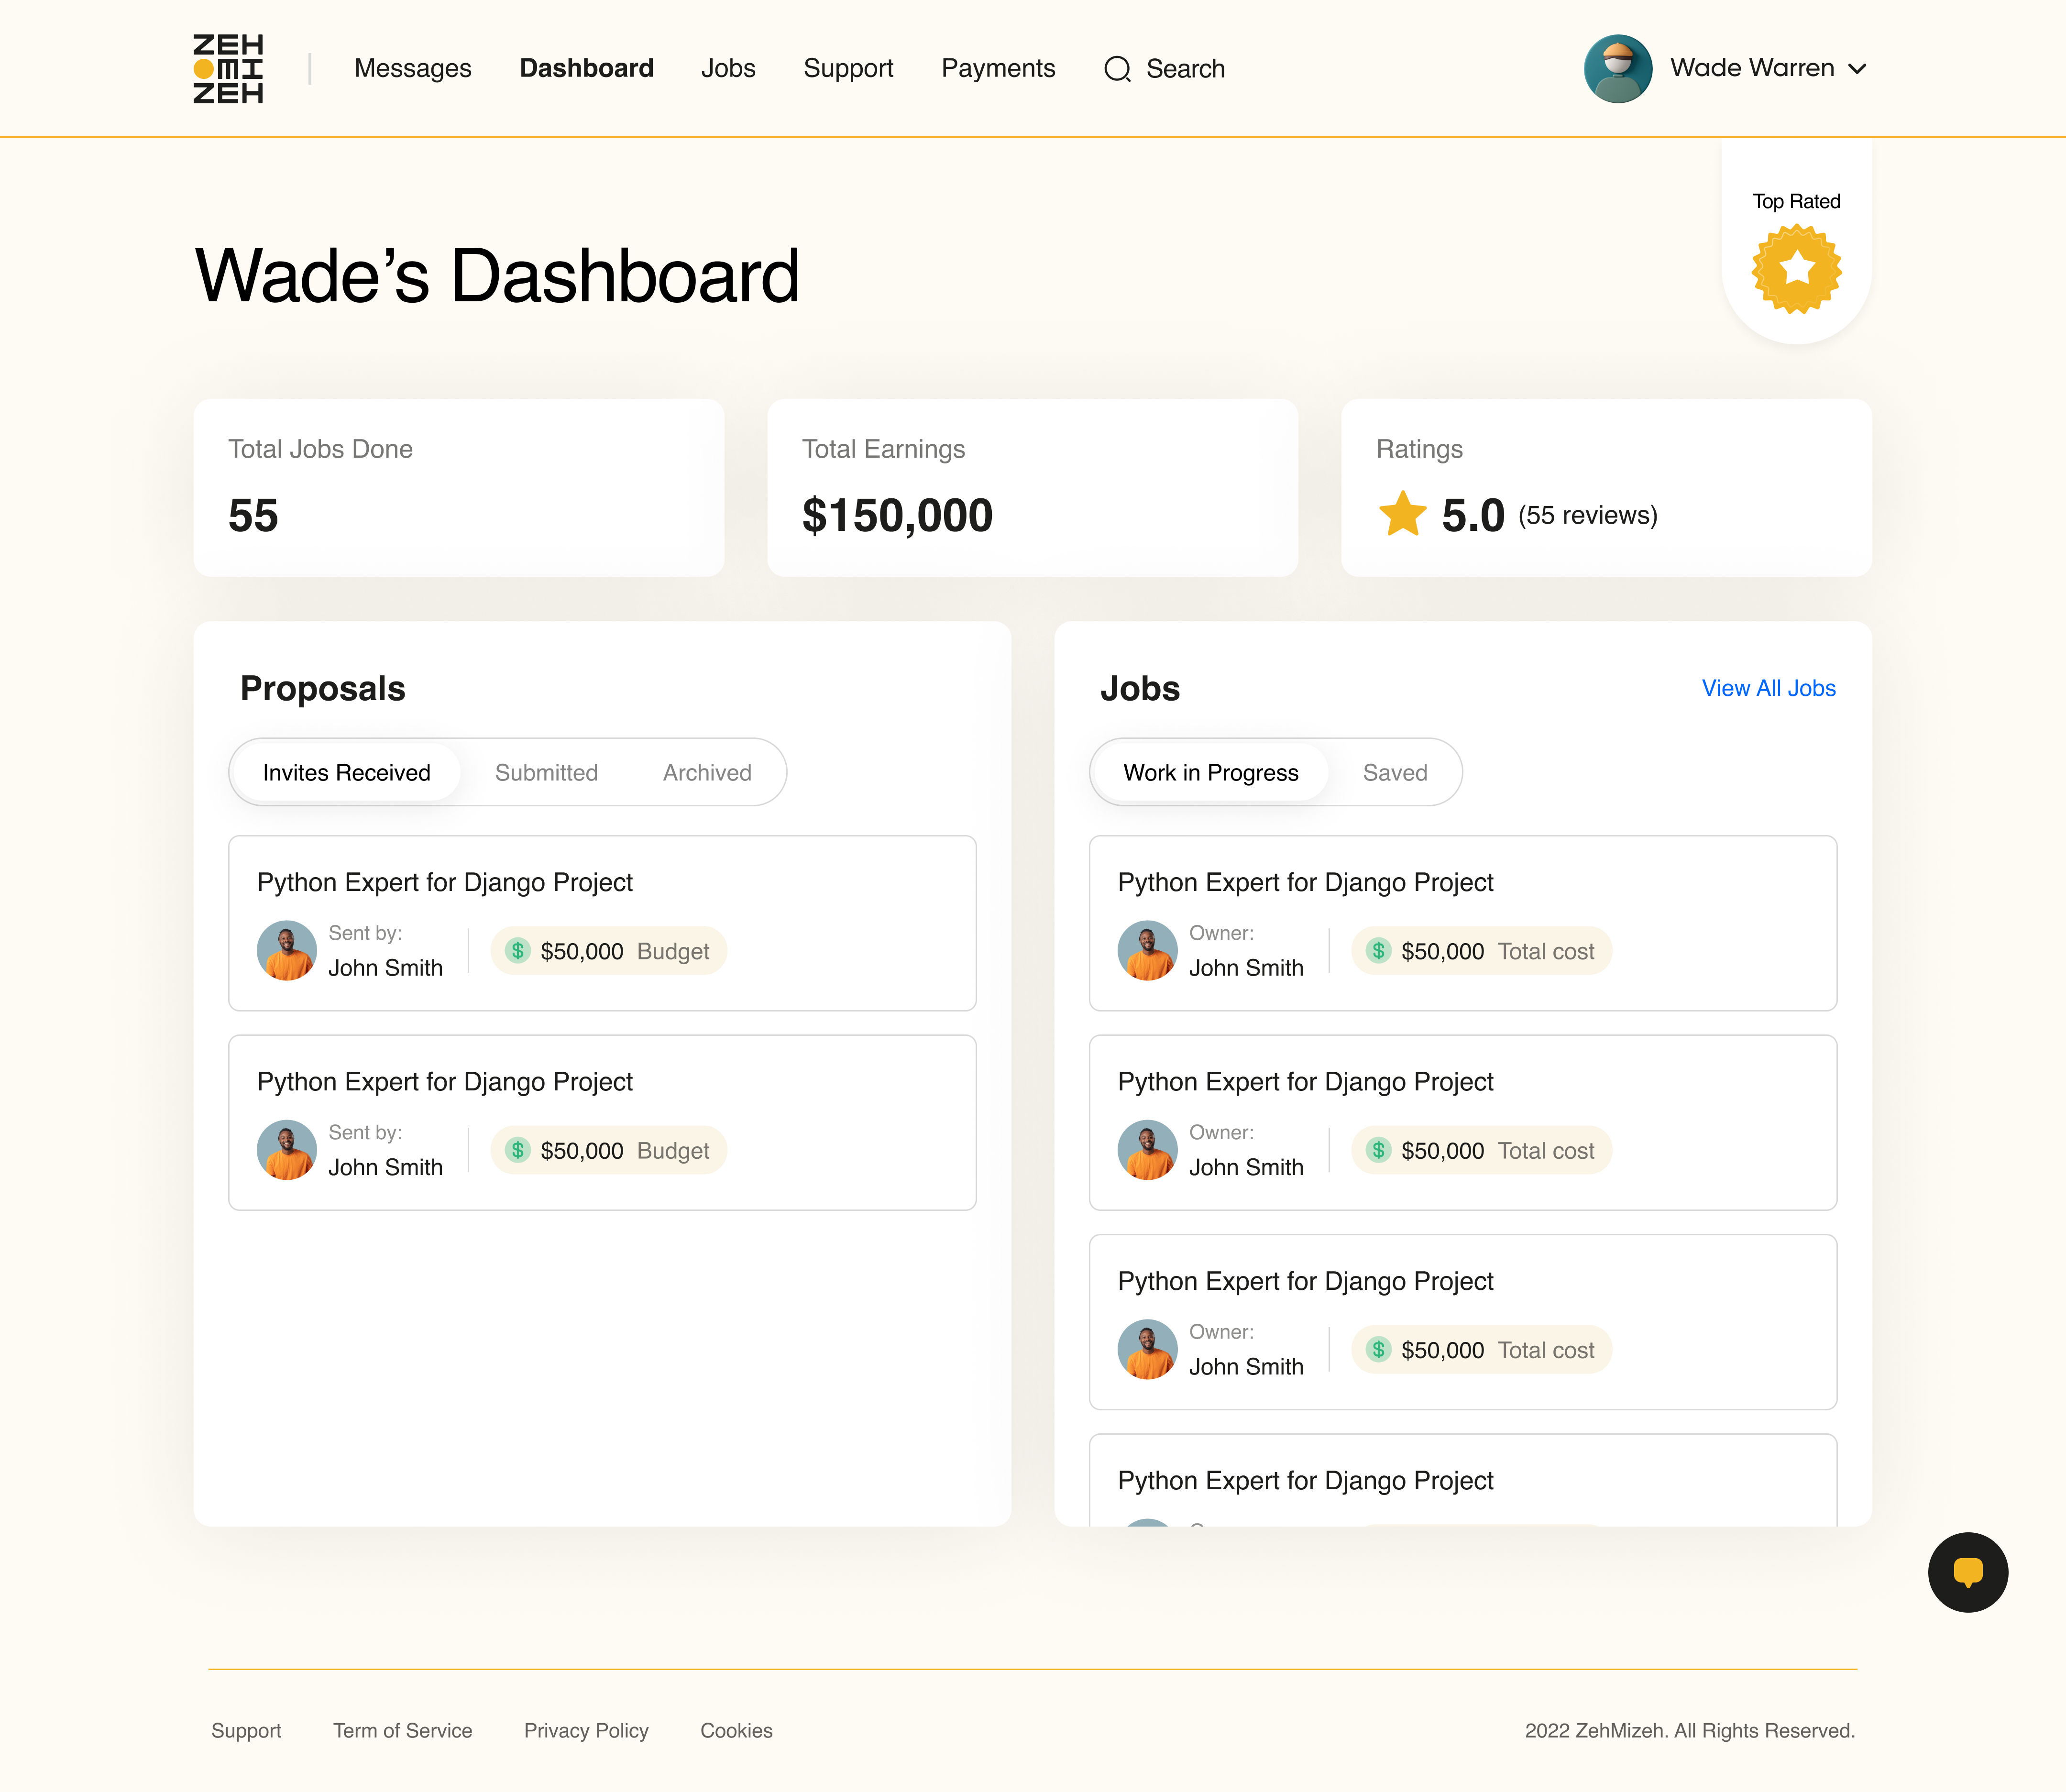 ZEH
MI
ZEH
Messages Dashboard Jobs Support Payments Search
Wade Warren
Top Rated
Wade’s Dashboard
Total Jobs Done
55
Total Earnings
$150,000
Ratings
5.0 (55 reviews)
Proposals
Invites Received Submitted Archived
Python Expert for Django Project
Sent by:
John Smith
$ $50,000 Budget
Python Expert for Django Project
Sent by:
John Smith
$ $50,000 Budget
Jobs
View All Jobs
Work in Progress Saved
Python Expert for Django Project
Owner:
John Smith
$ $50,000 Total cost
Python Expert for Django Project
Owner:
John Smith
$ $50,000 Total cost
Python Expert for Django Project
Owner:
John Smith
$ $50,000 Total cost
Python Expert for Django Project
Support Term of Service Privacy Policy Cookies
2022 ZehMizeh. All Rights Reserved.